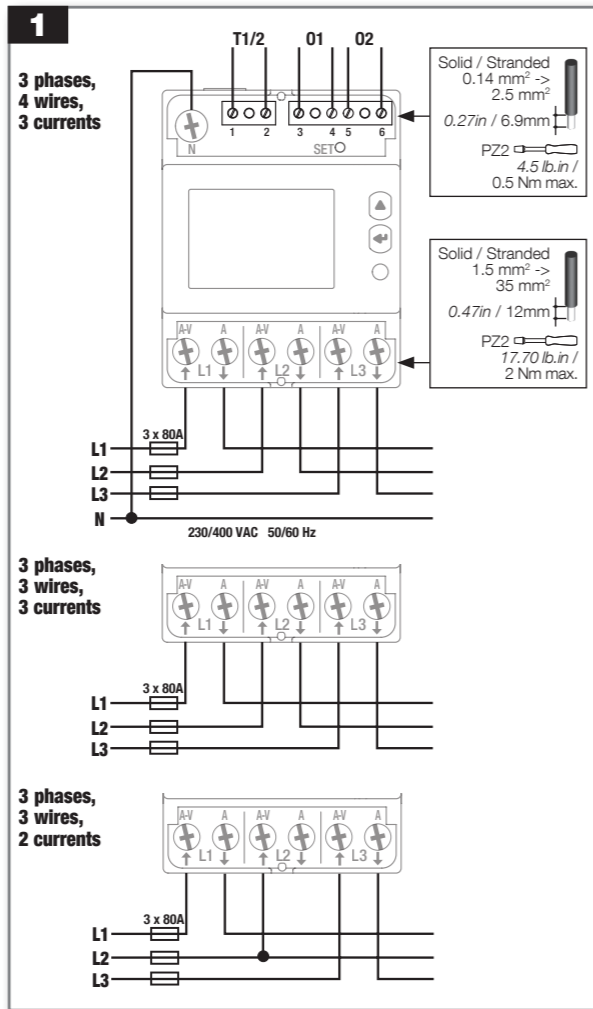 1
T1/2 O1 O2
3 phases,
4 wires,
3 currents
N
1 2 3 4 5 6
SET
Solid / Stranded
0.14 mm² ->
2.5 mm²
0.27in / 6.9mm
PZ2
4.5 lb.in /
0.5 Nm max.
Solid / Stranded
1.5 mm² ->
35 mm²
0.47in / 12mm
PZ2
17.70 lb.in /
2 Nm max.
A-V A A-V A A-V A
L1 L2 L3
3 x 80A
L1
L2
L3
N
230/400 VAC 50/60 Hz
3 phases,
3 wires,
3 currents
A-V A A-V A A-V A
L1 L2 L3
3 x 80A
L1
L2
L3
3 phases,
3 wires,
2 currents
A-V A A-V A A-V A
L1 L2 L3
3 x 80A
L1
L2
L3